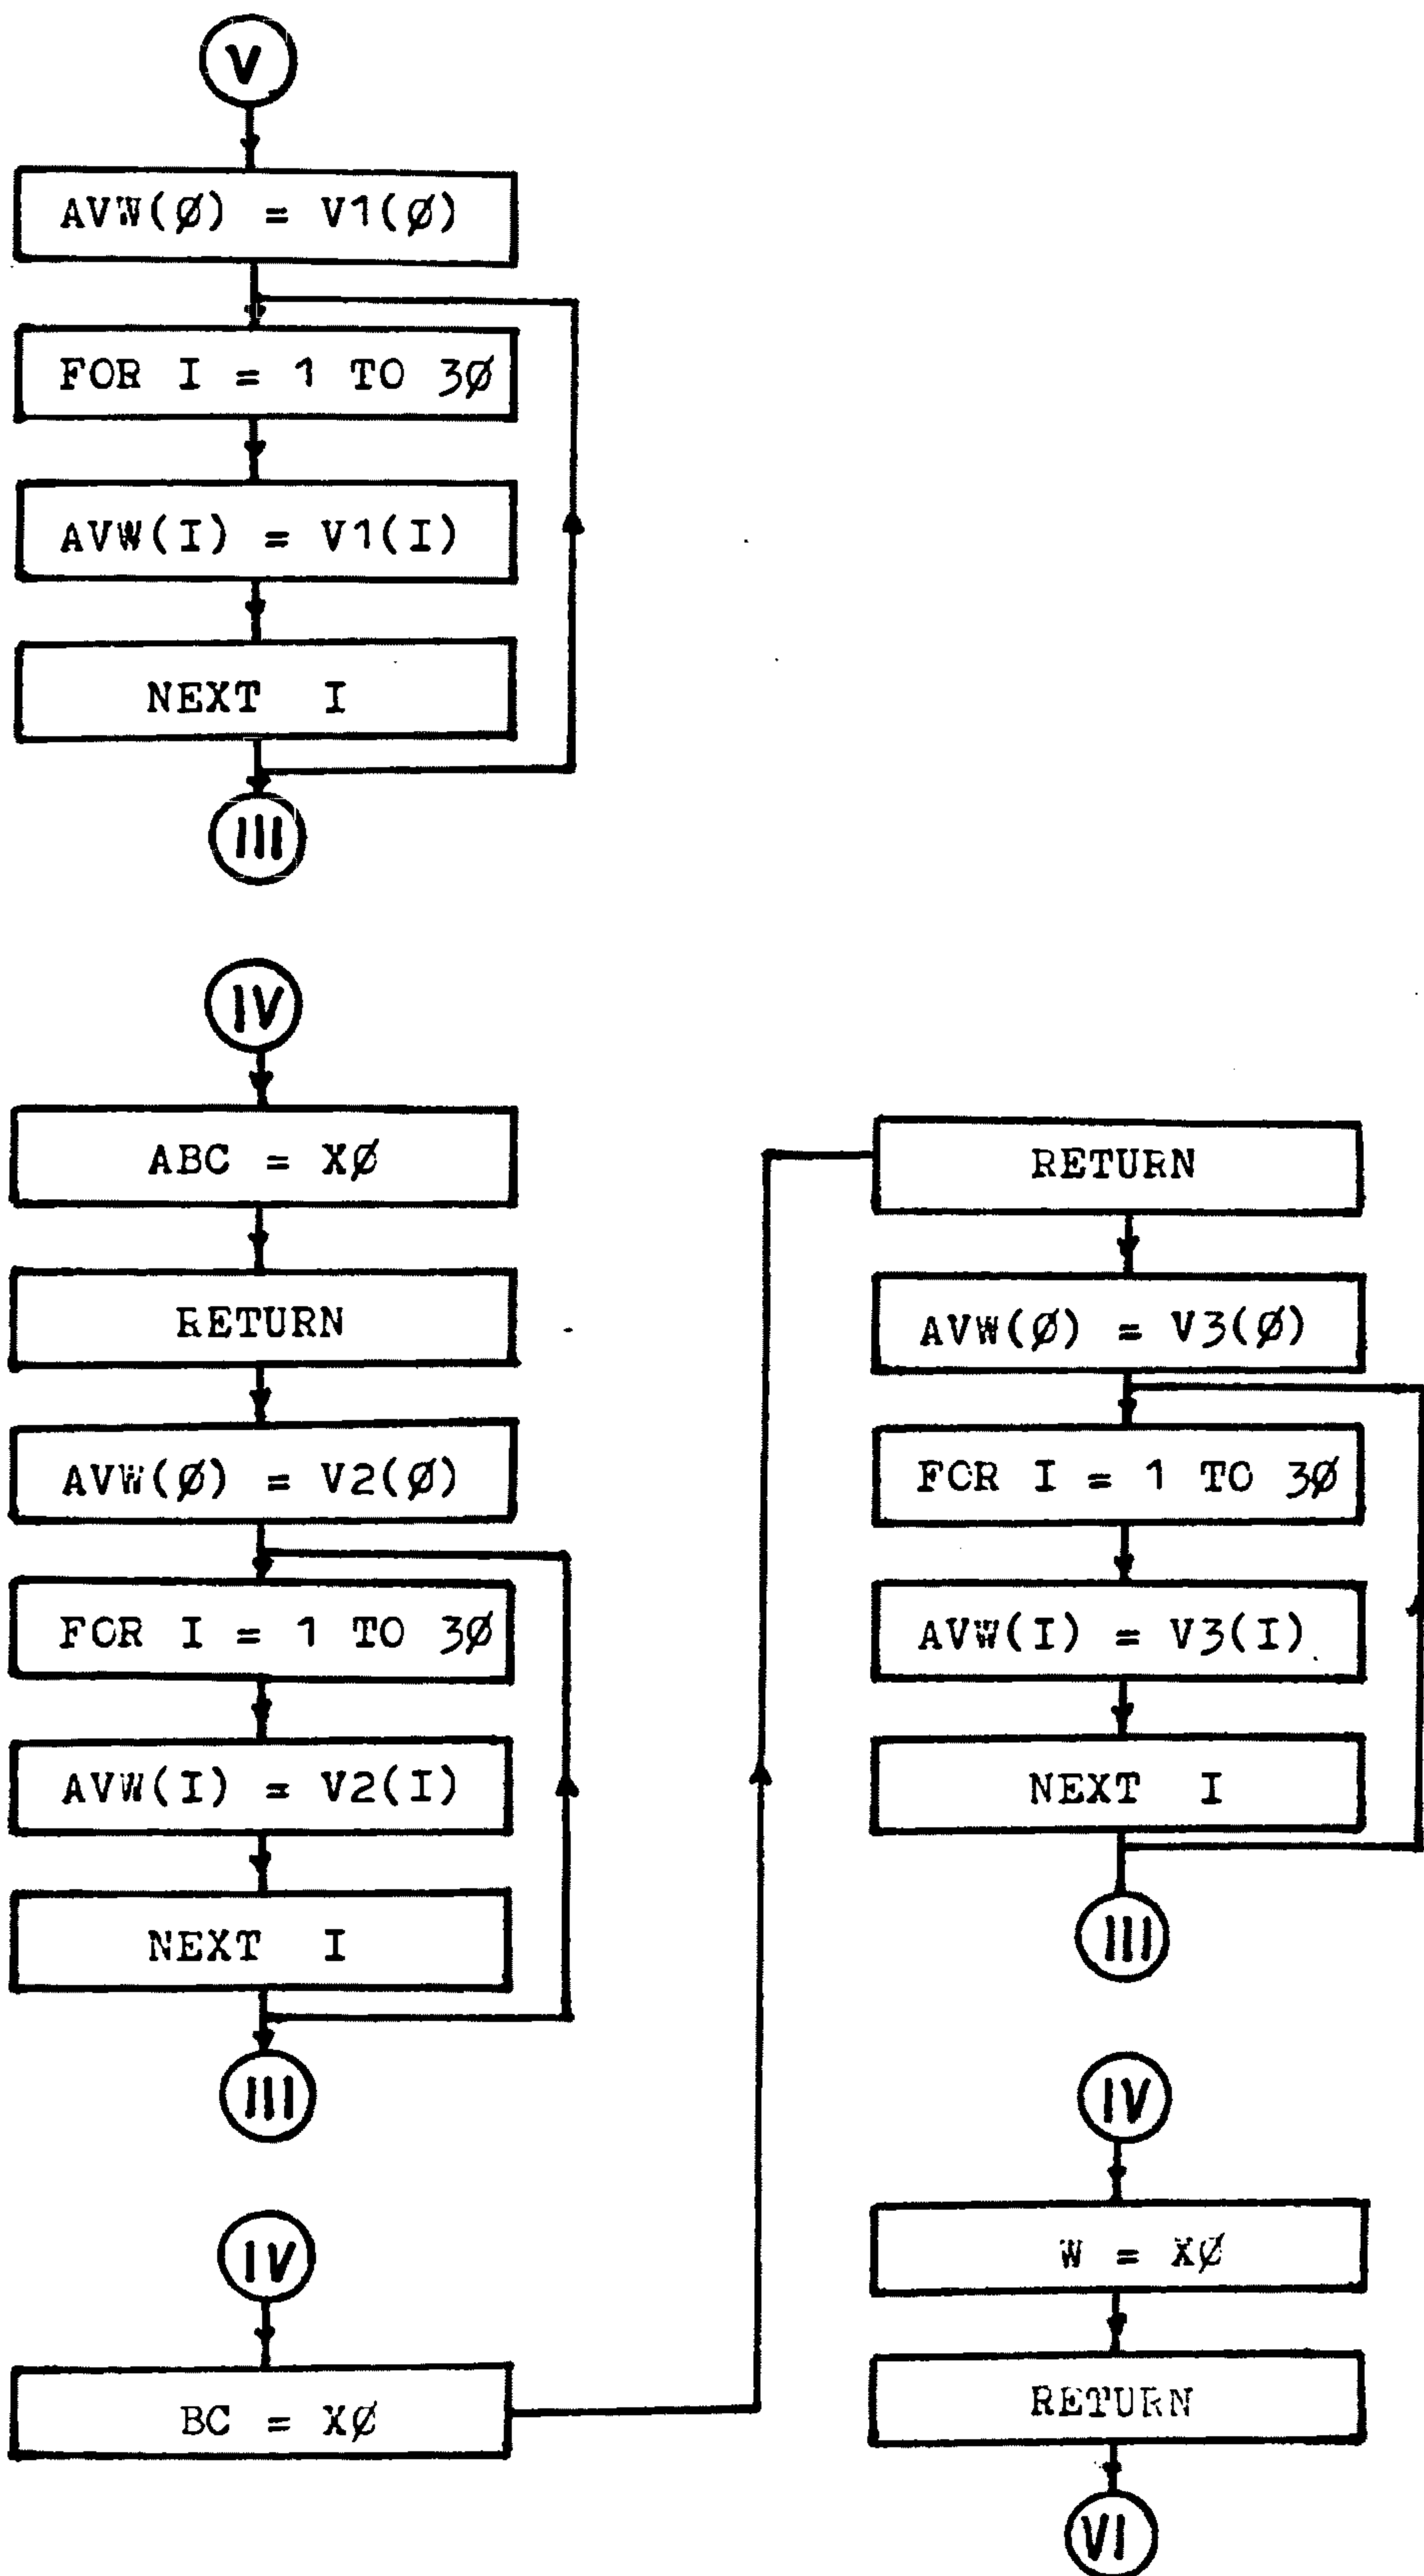 V
AVW(Ø) = V1(Ø)
FOR I = 1 TO 3Ø
AVW(I) = V1(I)
NEXT I
III
IV
ABC = XØ
RETURN
AVW(Ø) = V2(Ø)
FOR I = 1 TO 3Ø
AVW(I) = V2(I)
NEXT I
III
IV
BC = XØ
RETURN
AVW(Ø) = V3(Ø)
FOR I = 1 TO 3Ø
AVW(I) = V3(I)
NEXT I
III
IV
W = XØ
RETURN
VI